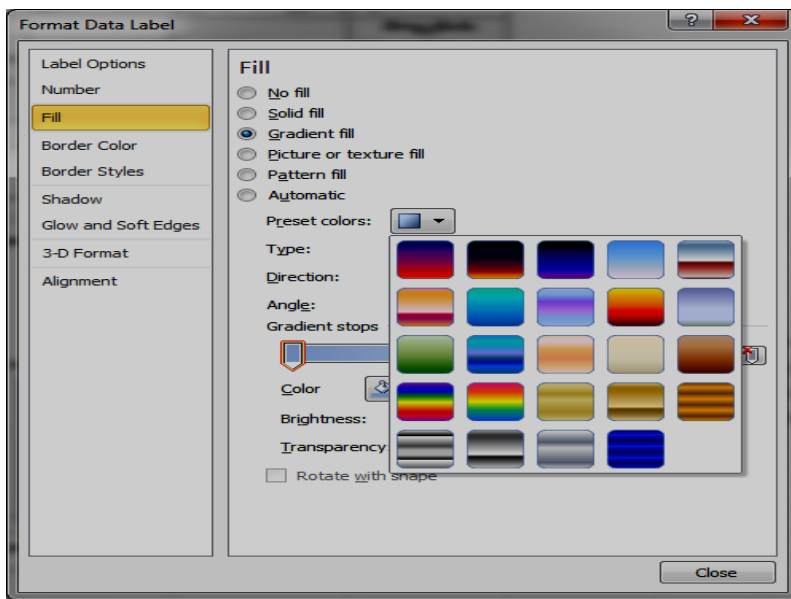 Format Data Label
Label Options
Number
Fill
Border Color
Border Styles
Shadow
Glow and Soft Edges
3-D Format
Alignment
Fill
No fill
Solid fill
Gradient fill
Picture or texture fill
Pattern fill
Automatic
Preset colors:
Type:
Direction:
Angle:
Gradient stops
Color
Brightness:
Transparency
Rotate with shape
Close